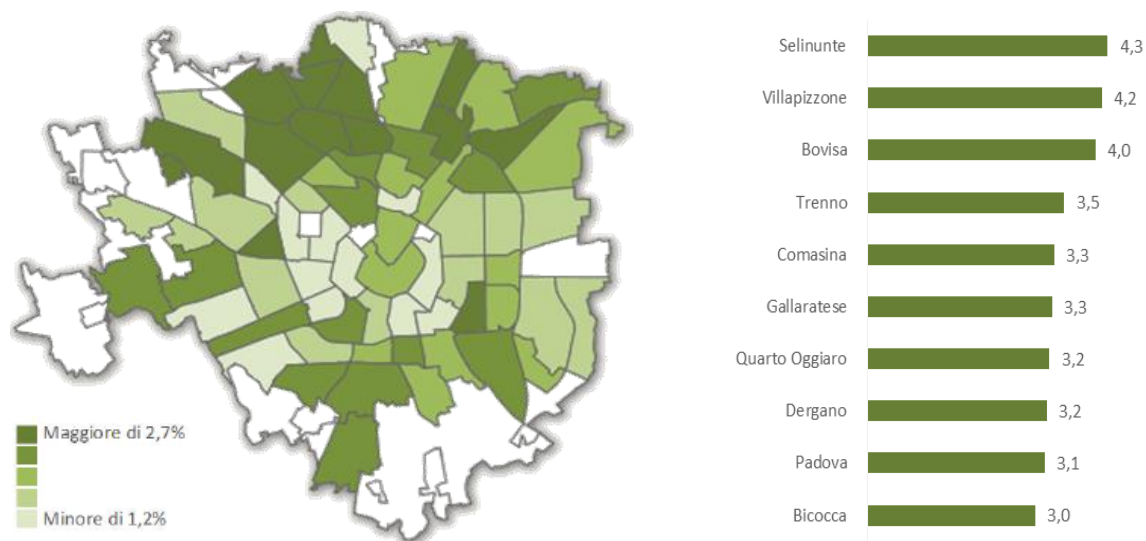 Maggiore di 2,7%
Minore di 1,2%
Selinunte 4,3
Villapizzone 4,2
Bovisa 4,0
Trenno 3,5
Comasina 3,3
Gallaratese 3,3
Quarto Oggiaro 3,2
Dergano 3,2
Padova 3,1
Bicocca 3,0